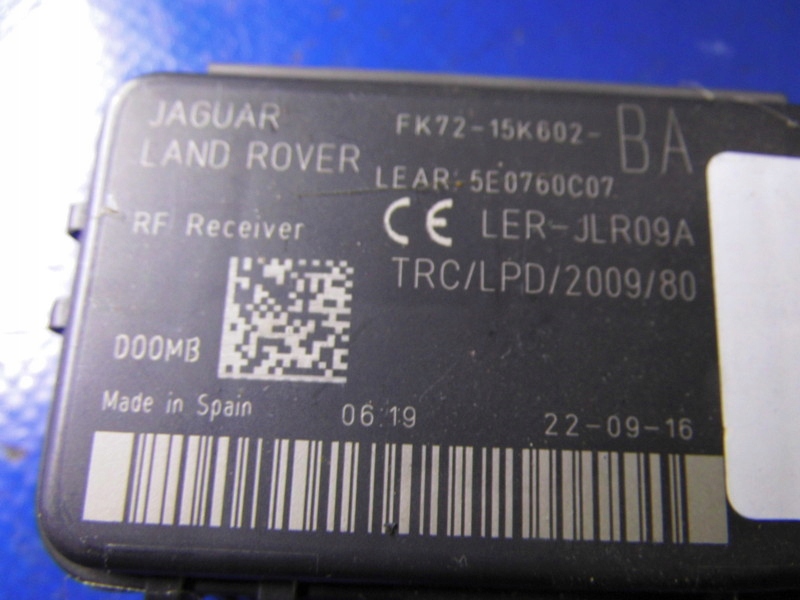 JAGUAR
LAND ROVER
FK72-15K602-BA
LEAR: 5E0760C07
RF Receiver
CE LER-JLR09A
TRC/LPD/2009/80
D00MB
Made in Spain
06:19
22-09-16